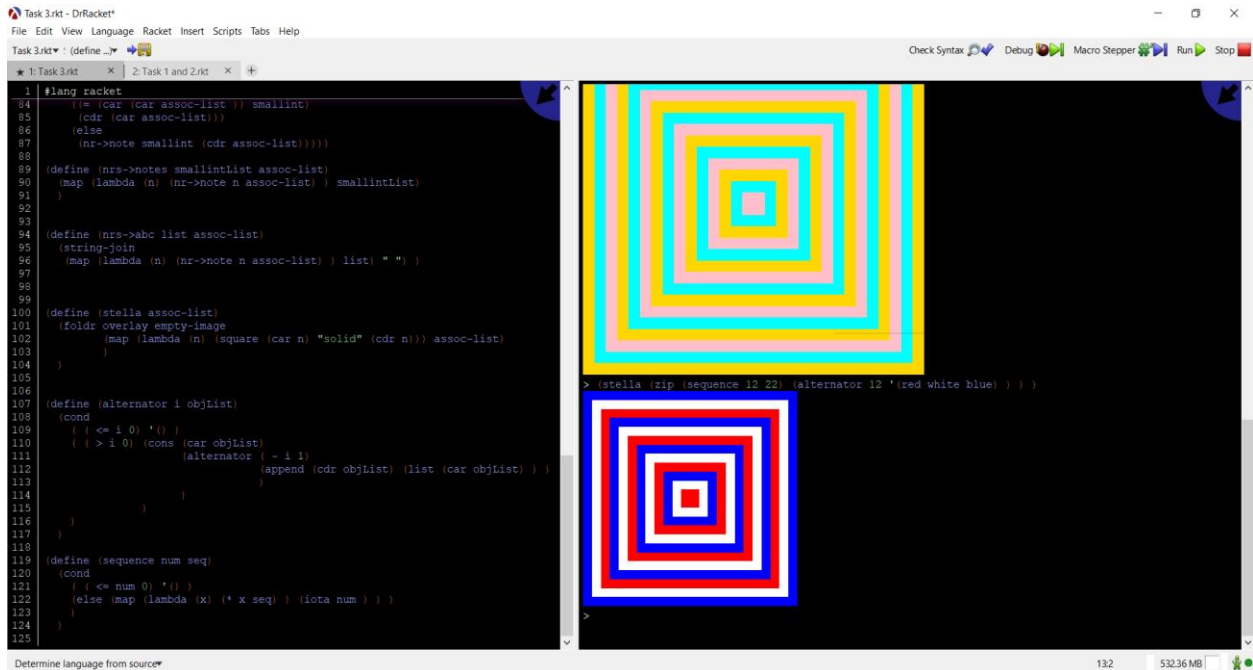 Task 3.rkt - DrRacket*
File Edit View Language Racket Insert Scripts Tabs Help
Task 3.rkt▾ : (define ...)▾
Check Syntax Debug Macro Stepper Run Stop
★ 1: Task 3.rkt × 2: Task 1 and 2.rkt × +
1 #lang racket
84 ((= (car (car assoc-list )) smallint)
85 (cdr (car assoc-list)))
86 (else
87 (nr->note smallint (cdr assoc-list)))))
88
89 (define (nrs->notes smallintList assoc-list)
90 (map (lambda (n) (nr->note n assoc-list) ) smallintList)
91 )
92
93
94 (define (nrs->abc list assoc-list)
95 (string-join
96 (map (lambda (n) (nr->note n assoc-list) ) list) " ") )
97
98
99
100 (define (stella assoc-list)
101 (foldr overlay empty-image
102 (map (lambda (n) (square (car n) "solid" (cdr n))) assoc-list)
103 )
104 )
105
106
107 (define (alternator i objList)
108 (cond
109 ( ( <= i 0) '() )
110 ( ( > i 0) (cons (car objList)
111 (alternator ( - i 1)
112 (append (cdr objList) (list (car objList) ) )
113 )
114 )
115 )
116 )
117 )
118
119 (define (sequence num seq)
120 (cond
121 ( ( <= num 0) '() )
122 (else (map (lambda (x) (* x seq) ) (iota num ) ) )
123 )
124 )
125
> (stella (zip (sequence 12 22) (alternator 12 '(red white blue) ) ) )
>
Determine language from source▾
13:2 532.36 MB